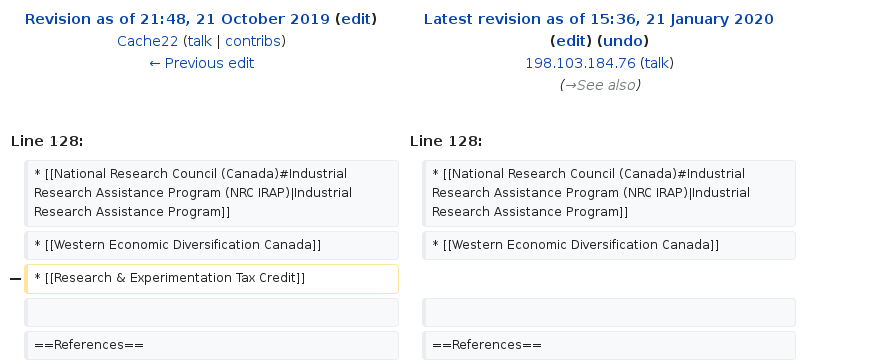 Revision as of 21:48, 21 October 2019 (edit)
Cache22 (talk | contribs)
← Previous edit
Latest revision as of 15:36, 21 January 2020
(edit) (undo)
198.103.184.76 (talk)
(→See also)
Line 128:
* [[National Research Council (Canada)#Industrial
Research Assistance Program (NRC IRAP)|Industrial
Research Assistance Program]]
* [[Western Economic Diversification Canada]]
− * [[Research & Experimentation Tax Credit]]
==References==
Line 128:
* [[National Research Council (Canada)#Industrial
Research Assistance Program (NRC IRAP)|Industrial
Research Assistance Program]]
* [[Western Economic Diversification Canada]]
==References==